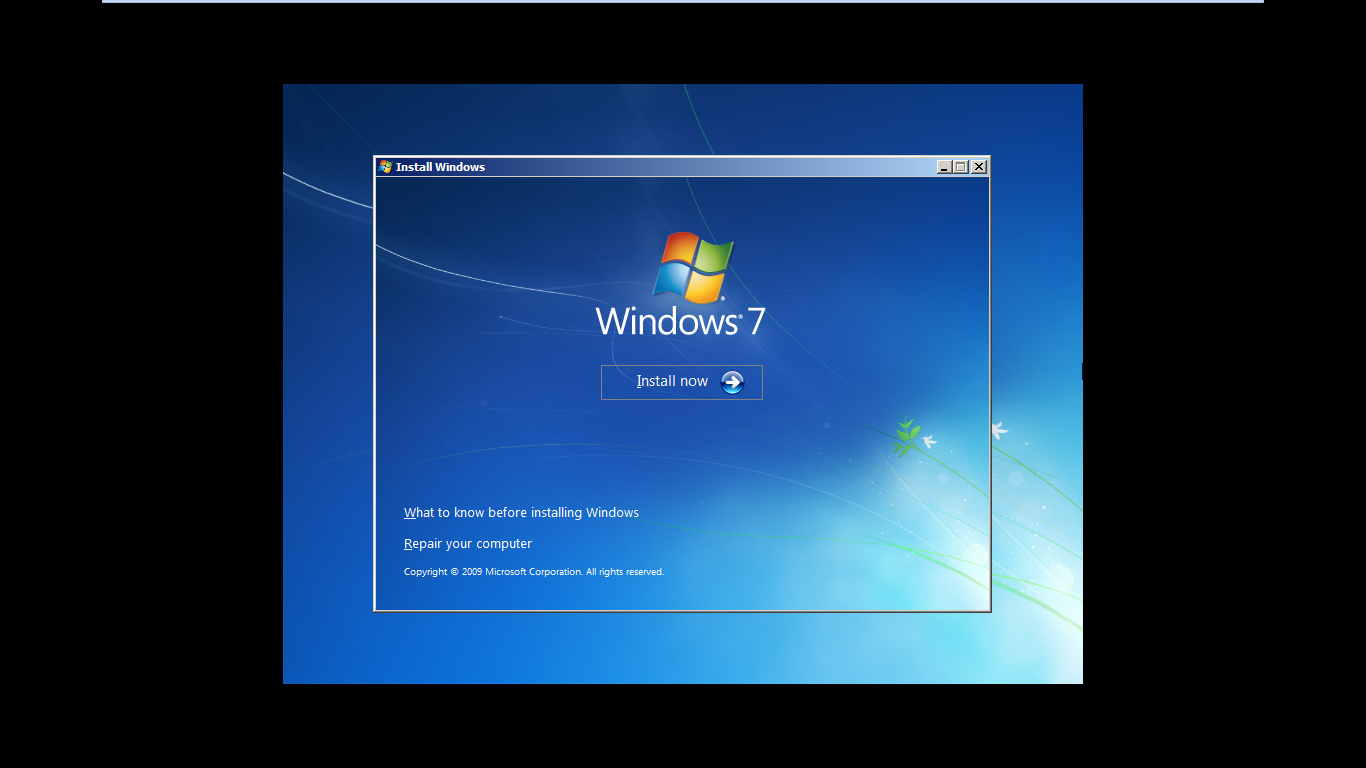 Install Windows
Windows® 7
Install now
What to know before installing Windows
Repair your computer
Copyright © 2009 Microsoft Corporation. All rights reserved.